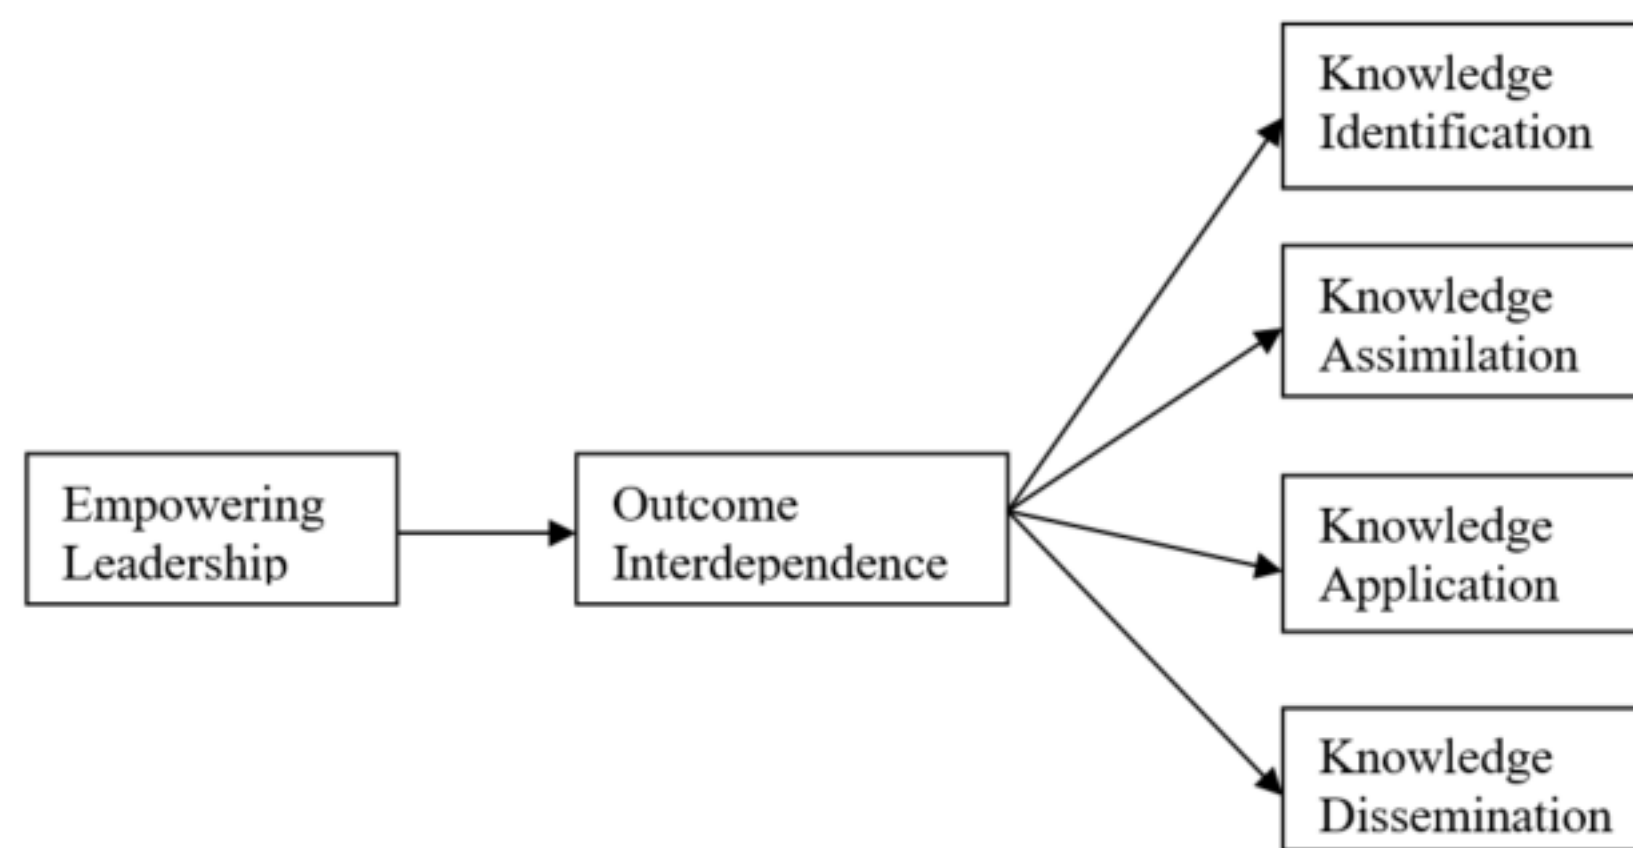 Knowledge
Identification
Knowledge
Assimilation
Empowering
Leadership
Outcome
Interdependence
Knowledge
Application
Knowledge
Dissemination